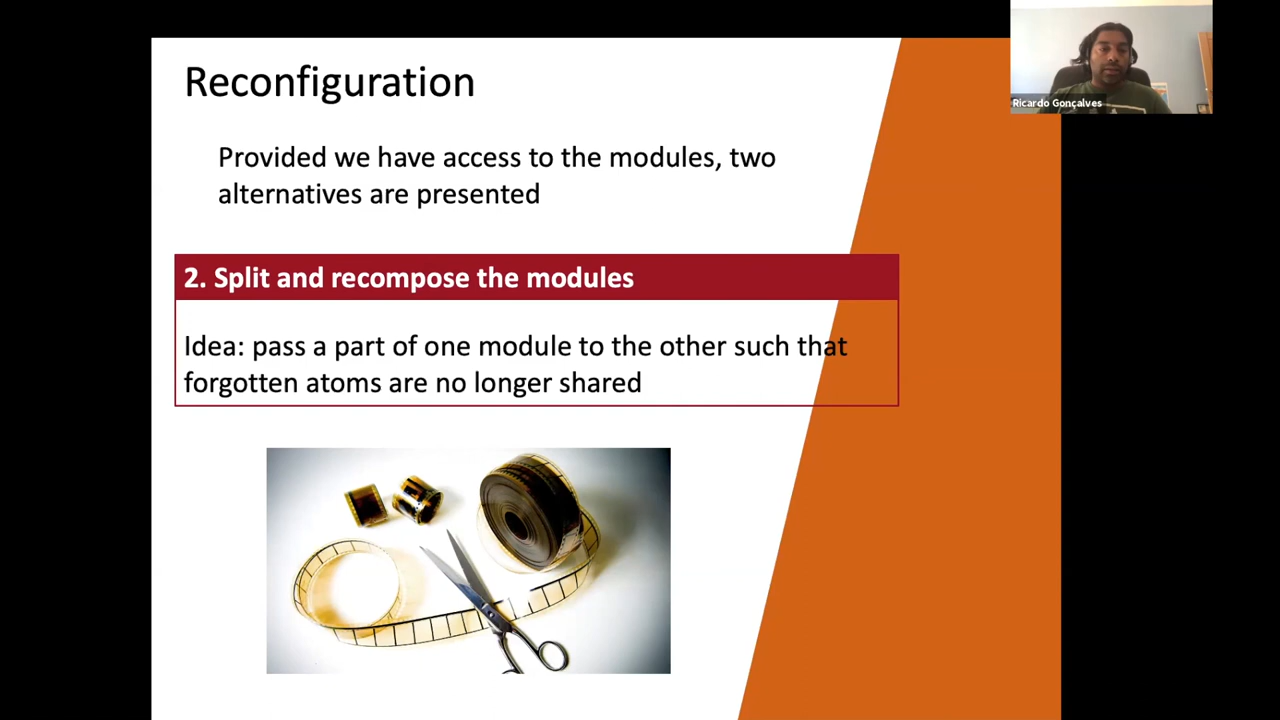 Reconfiguration
Ricardo Gonçalves
Provided we have access to the modules, two
alternatives are presented
2. Split and recompose the modules
Idea: pass a part of one module to the other such that
forgotten atoms are no longer shared